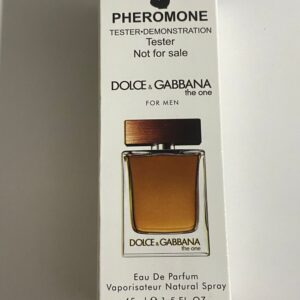 PHEROMONE
TESTER•DEMONSTRATION
Tester
Not for sale
DOLCE & GABBANA
the one
FOR MEN
DOLCE & GABBANA
the one
Eau De Parfum
Vaporisateur Natural Spray